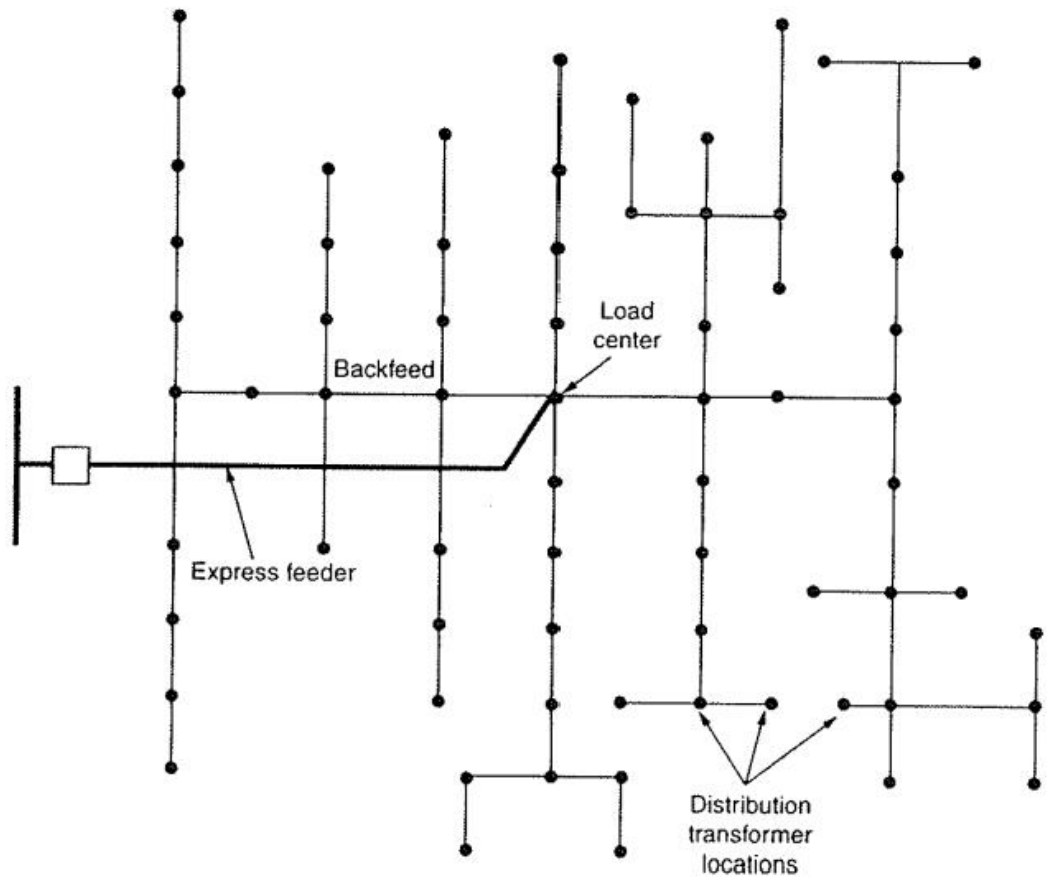 Load
center
Backfeed
Express feeder
Distribution
transformer
locations